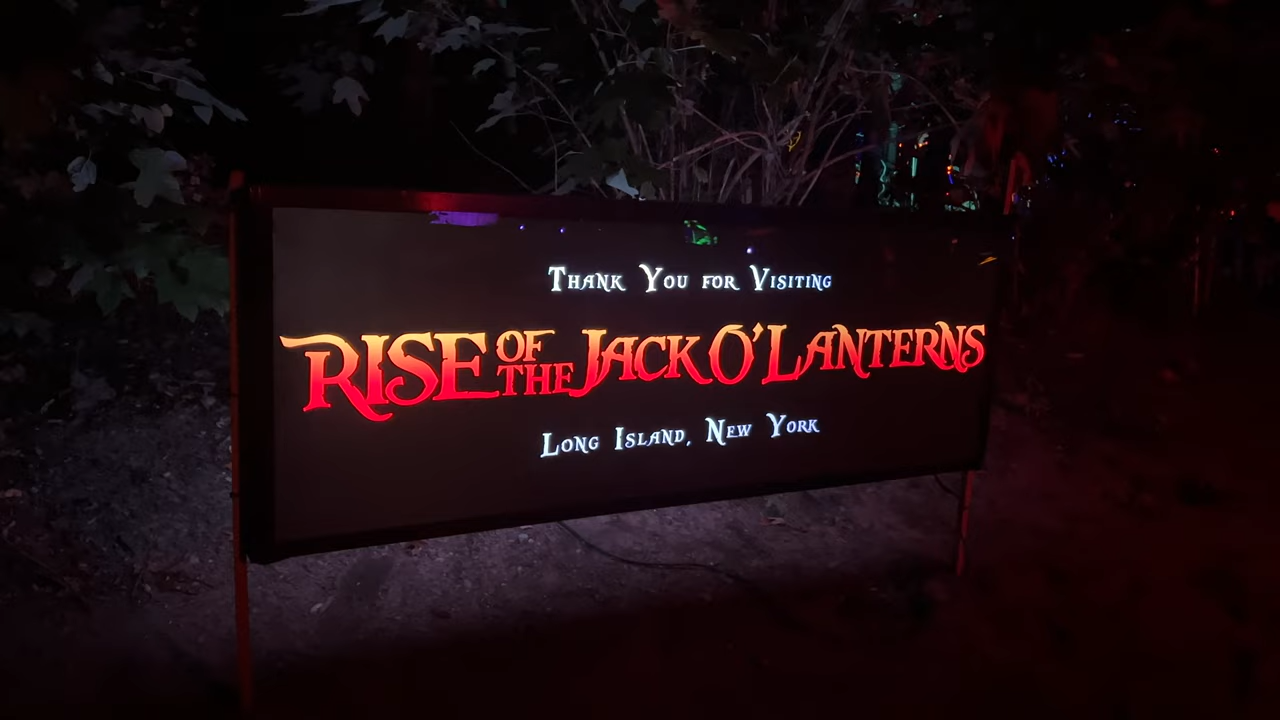 Thank You for Visiting
Rise of the Jack O'Lanterns
Long Island, New York